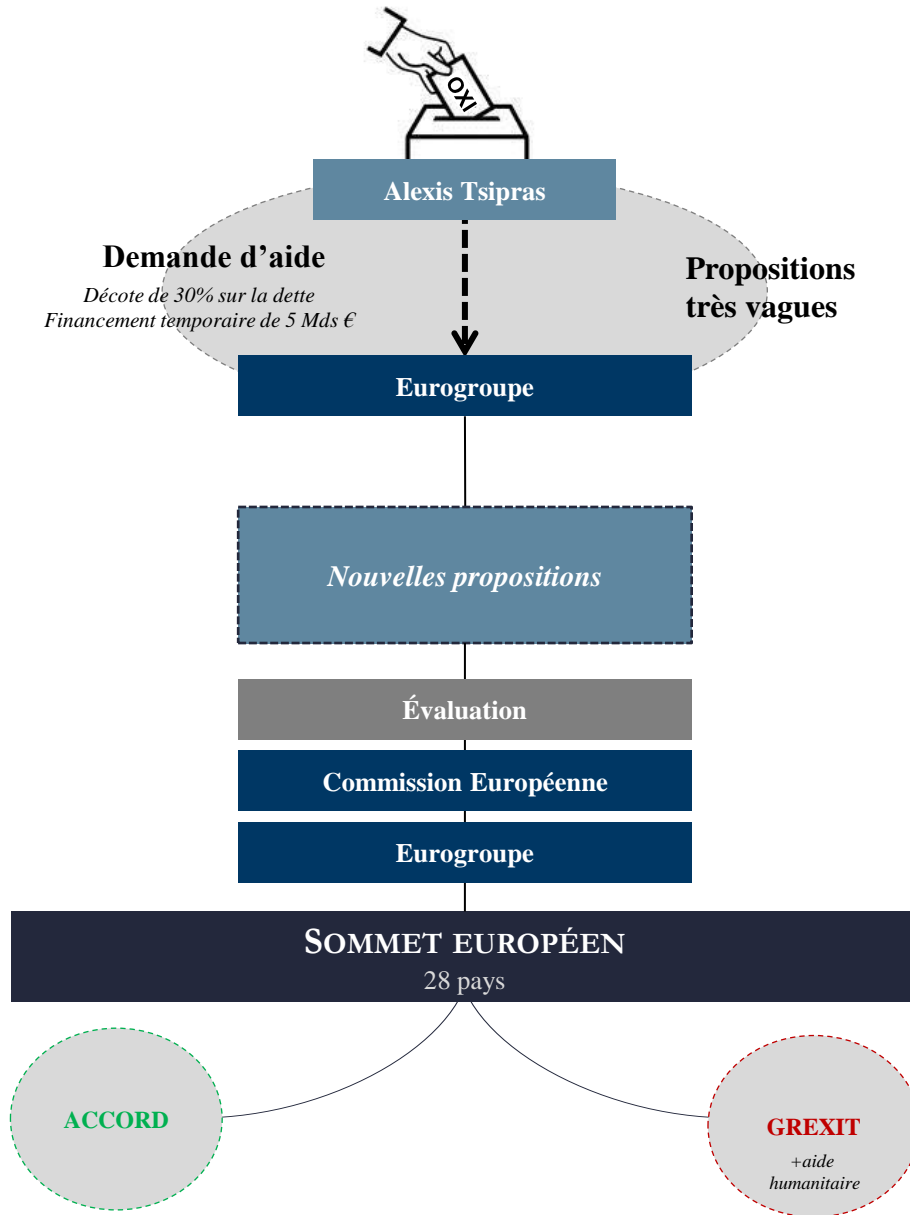 OXI
Alexis Tsipras
Demande d'aide
Décote de 30% sur la dette
Financement temporaire de 5 Mds €
Propositions
très vagues
Eurogroupe
Nouvelles propositions
Évaluation
Commission Européenne
Eurogroupe
SOMMET EUROPÉEN
28 pays
ACCORD
GREXIT
+aide
humanitaire